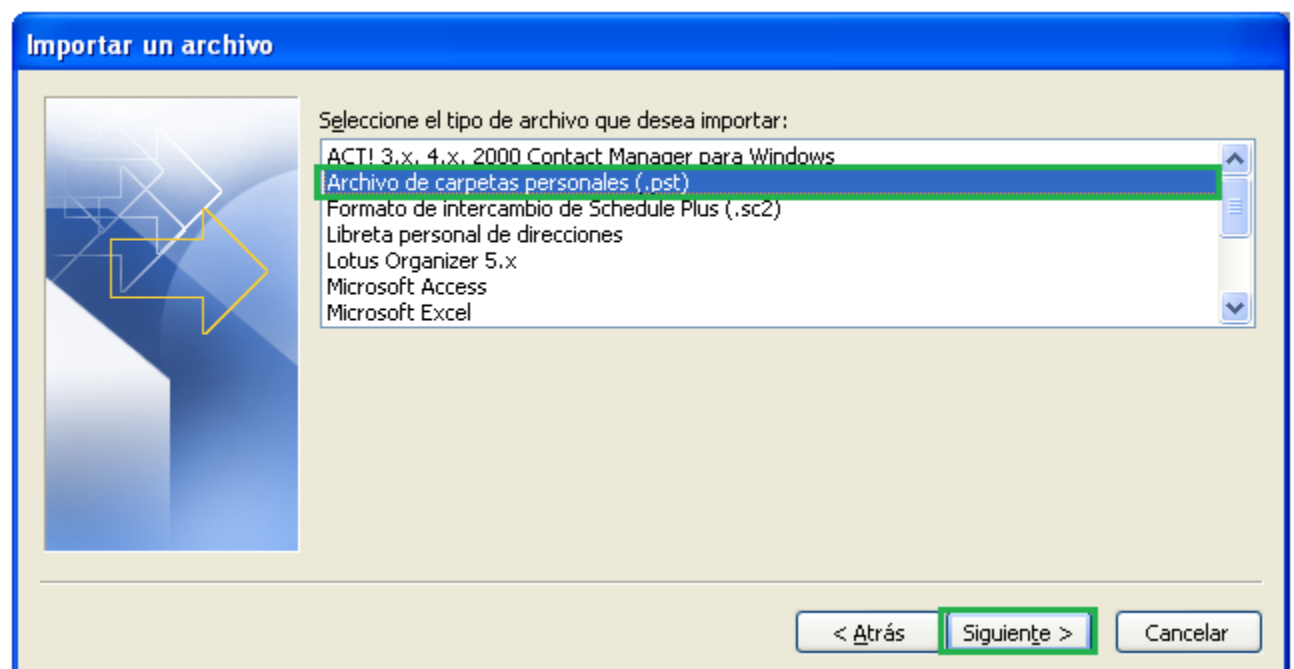 Importar un archivo
Seleccione el tipo de archivo que desea importar:
ACT! 3.x, 4.x, 2000 Contact Manager para Windows
Archivo de carpetas personales (.pst)
Formato de intercambio de Schedule Plus (.sc2)
Libreta personal de direcciones
Lotus Organizer 5.x
Microsoft Access
Microsoft Excel
< Atrás Siguiente > Cancelar